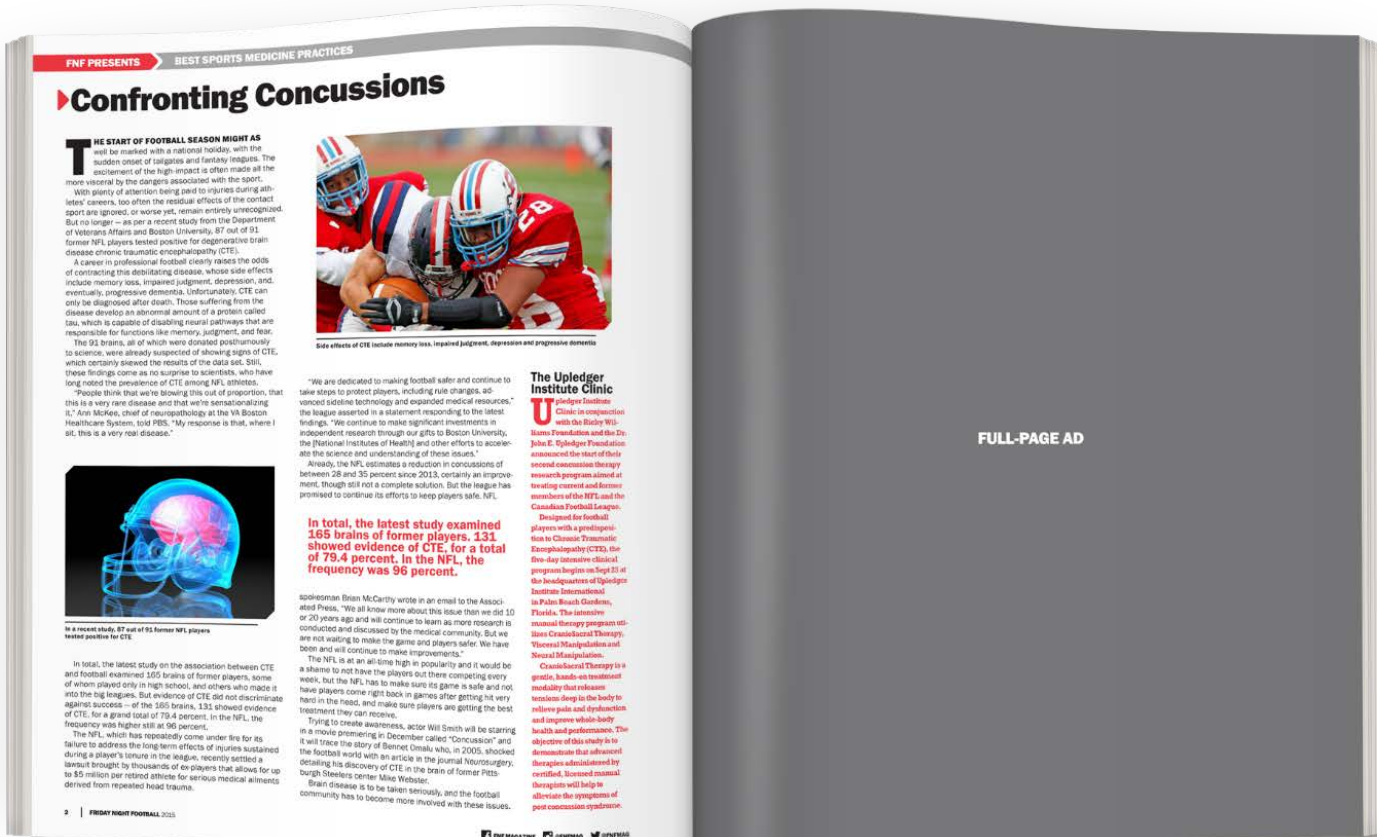 FNF PRESENTS
BEST SPORTS MEDICINE PRACTICES
Confronting Concussions
THE START OF FOOTBALL SEASON MIGHT AS
well be marked with a national holiday, with the
sudden onset of tailgates and fantasy leagues. The
excitement of the high-impact is often made all the
more visceral by the dangers associated with the sport.
With plenty of attention being paid to injuries during ath-
letes' careers, too often the residual effects of the contact
sport are ignored, or worse yet, remain entirely unrecognized.
But no longer — as per a recent study from the Department
of Veterans Affairs and Boston University, 87 out of 91
former NFL players tested positive for degenerative brain
disease chronic traumatic encephalopathy (CTE).
A career in professional football clearly raises the odds
of contracting this debilitating disease, whose side effects
include memory loss, impaired judgment, depression, and,
eventually, progressive dementia. Unfortunately, CTE can
only be diagnosed after death. Those suffering from the
disease develop an abnormal amount of a protein called
tau, which is capable of disabling neural pathways that are
responsible for functions like memory, judgment, and fear.
The 91 brains, all of which were donated posthumously
to science, were already suspected of showing signs of CTE,
which certainly skewed the results of the data set. Still,
these findings come as no surprise to scientists, who have
long noted the prevalence of CTE among NFL athletes.
"People think that we're blowing this out of proportion, that
this is a very rare disease and that we're sensationalizing
it," Ann McKee, chief of neuropathology at the VA Boston
Healthcare System, told PBS. "My response is that, where I
sit, this is a very real disease."
In a recent study, 87 out of 91 former NFL players
tested positive for CTE
In total, the latest study on the association between CTE
and football examined 165 brains of former players, some
of whom played only in high school, and others who made it
into the big leagues. But evidence of CTE did not discriminate
against success — of the 165 brains, 131 showed evidence
of CTE, for a grand total of 79.4 percent. In the NFL, the
frequency was higher still at 96 percent.
The NFL, which has repeatedly come under fire for its
failure to address the long-term effects of injuries sustained
during a player's tenure in the league, recently settled a
lawsuit brought by thousands of ex-players that allows for up
to $5 million per retired athlete for serious medical ailments
derived from repeated head trauma.
28
Side effects of CTE include memory loss, impaired judgment, depression and progressive dementia
"We are dedicated to making football safer and continue to
take steps to protect players, including rule changes, ad-
vanced sideline technology and expanded medical resources,"
the league asserted in a statement responding to the latest
findings. "We continue to make significant investments in
independent research through our gifts to Boston University,
the [National Institutes of Health] and other efforts to acceler-
ate the science and understanding of these issues."
Already, the NFL estimates a reduction in concussions of
between 28 and 35 percent since 2013, certainly an improve-
ment, though still not a complete solution. But the league has
promised to continue its efforts to keep players safe. NFL
In total, the latest study examined
165 brains of former players. 131
showed evidence of CTE, for a total
of 79.4 percent. In the NFL, the
frequency was 96 percent.
spokesman Brian McCarthy wrote in an email to the Associ-
ated Press, "We all know more about this issue than we did 10
or 20 years ago and will continue to learn as more research is
conducted and discussed by the medical community. But we
are not waiting to make the game and players safer. We have
been and will continue to make improvements."
The NFL is at an all-time high in popularity and it would be
a shame to not have the players out there competing every
week, but the NFL has to make sure its game is safe and not
have players come right back in games after getting hit very
hard in the head, and make sure players are getting the best
treatment they can receive.
Trying to create awareness, actor Will Smith will be starring
in a movie premiering in December called "Concussion" and
it will trace the story of Bennet Omalu who, in 2005, shocked
the football world with an article in the journal Neurosurgery,
detailing his discovery of CTE in the brain of former Pitts-
burgh Steelers center Mike Webster.
Brain disease is to be taken seriously, and the football
community has to become more involved with these issues.
The Upledger
Institute Clinic
Upledger Institute
Clinic in conjunction
with the Ricky Wil-
liams Foundation and the Dr.
John E. Upledger Foundation
announced the start of their
second concussion therapy
research program aimed at
treating current and former
members of the NFL and the
Canadian Football League.
Designed for football
players with a predisposi-
tion to Chronic Traumatic
Encephalopathy (CTE), the
five-day intensive clinical
program begins on Sept 25 at
the headquarters of Upledger
Institute International
in Palm Beach Gardens,
Florida. The intensive
manual therapy program uti-
lizes CranioSacral Therapy,
Visceral Manipulation and
Neural Manipulation.
CranioSacral Therapy is a
gentle, hands-on treatment
modality that releases
tensions deep in the body to
relieve pain and dysfunction
and improve whole-body
health and performance. The
objective of this study is to
demonstrate that advanced
therapies administered by
certified, licensed manual
therapists will help to
alleviate the symptoms of
post concussion syndrome.
2 | FRIDAY NIGHT FOOTBALL 2015
FNF MAGAZINE @FNFMAG @FNFMAG
FULL-PAGE AD